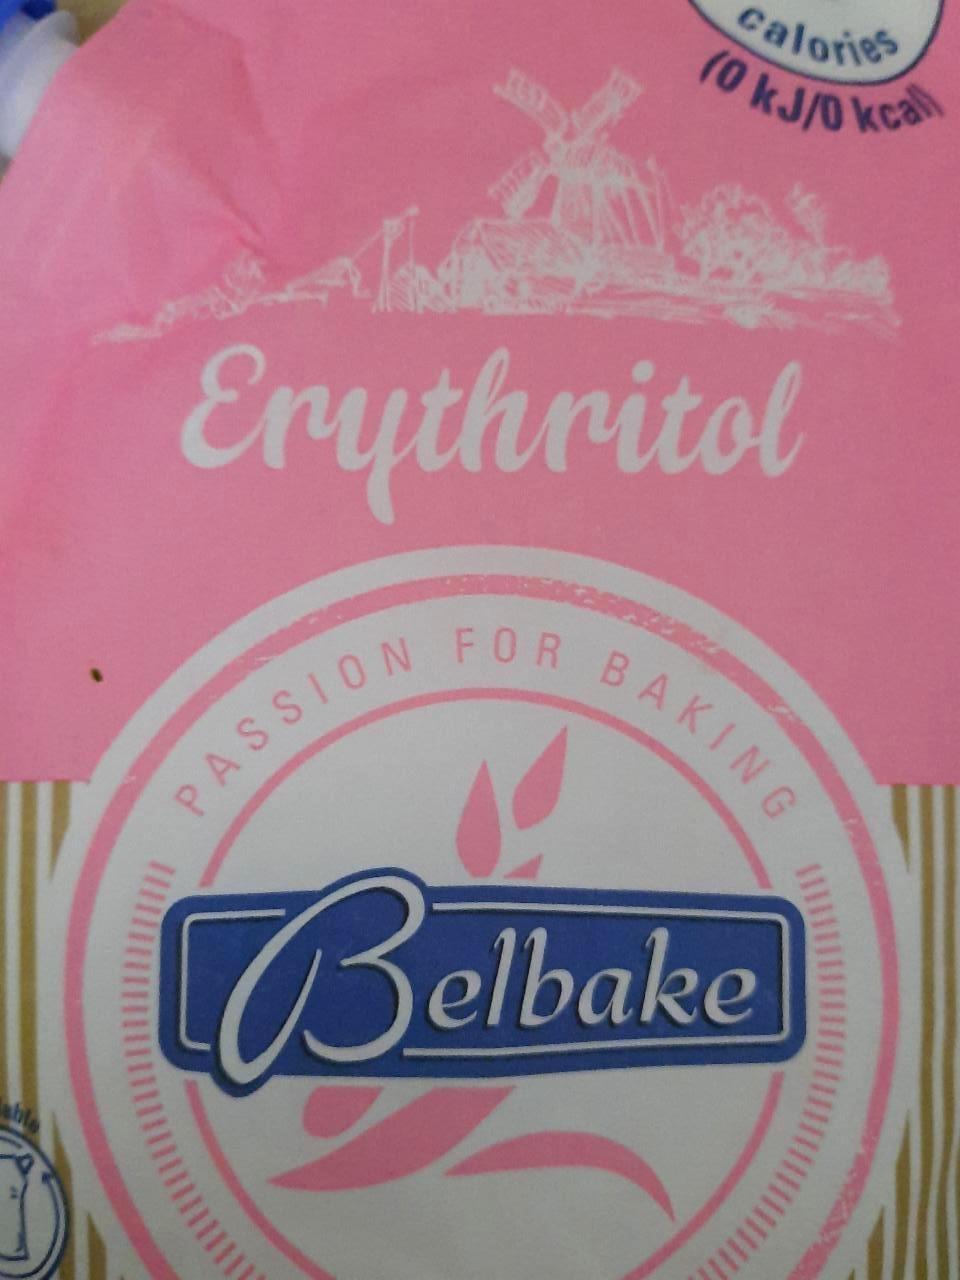 calories
(0 kJ/0 kcal)
Erythritol
PASSION FOR BAKING
Belbake